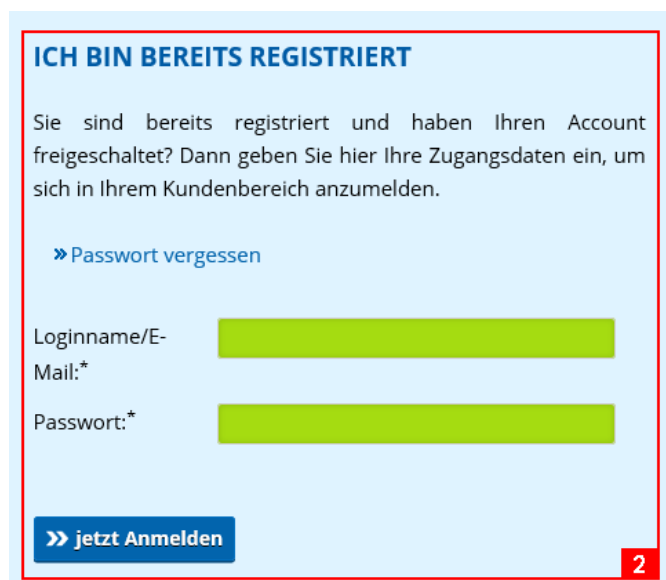 ICH BIN BEREITS REGISTRIERT
Sie sind bereits registriert und haben Ihren Account
freigeschaltet? Dann geben Sie hier Ihre Zugangsdaten ein, um
sich in Ihrem Kundenbereich anzumelden.
» Passwort vergessen
Loginname/E-
Mail:*
Passwort:*
» jetzt Anmelden
2